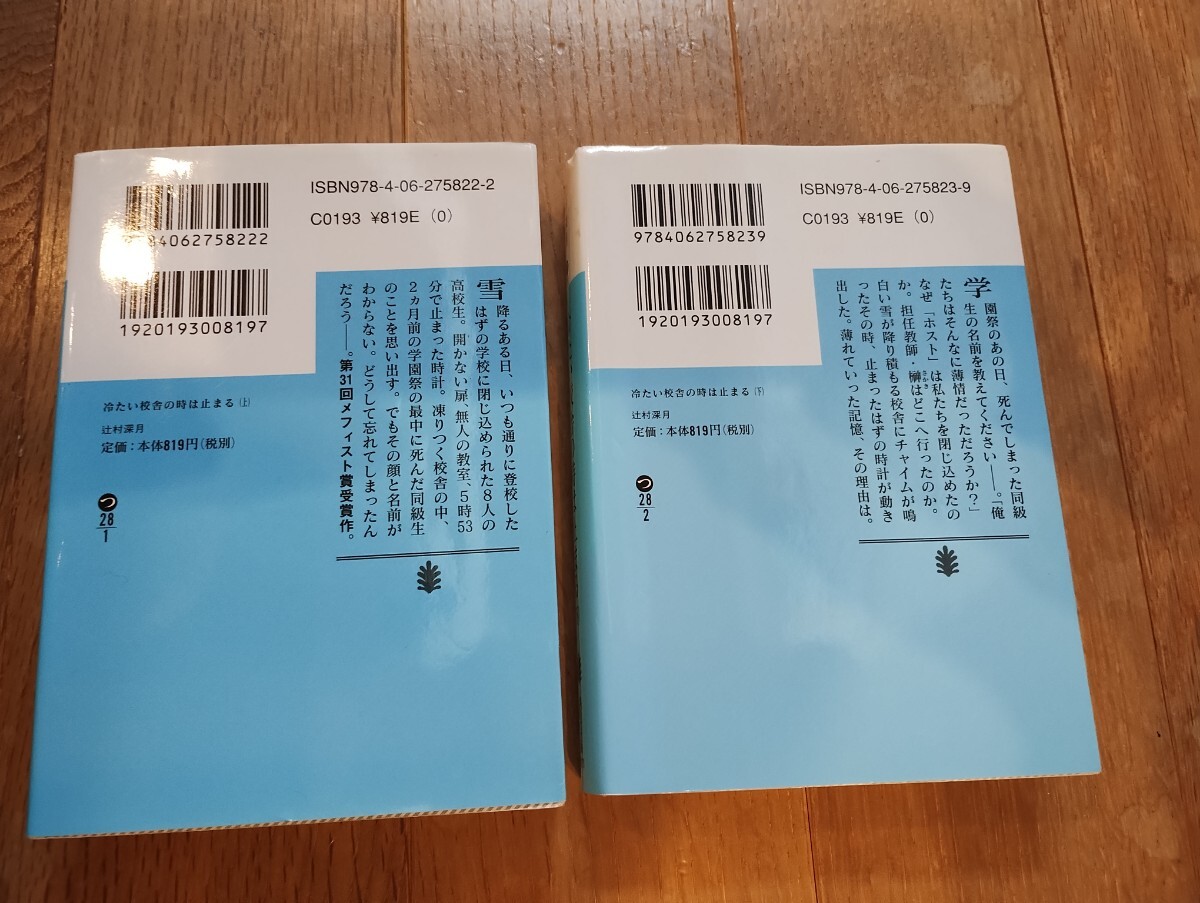 ISBN978-4-06-275822-2
C0193 ¥819E (0)
84062758222
1920193008197
雪降るある日、いつも通りに登校した
はずの学校に閉じ込められた8人の
高校生。開かない扉、無人の教室、5時53
分で止まった時計。凍りつく校舎の中、
2ヵ月前の学園祭の最中に死んだ同級生
のことを思い出す。でもその顔と名前が
わからない。どうして忘れてしまったん
だろう――。第31回メフィスト賞受賞作。
冷たい校舎の時は止まる(上)
辻村深月
定価:本体819円(税別)
つ
28
1
ISBN978-4-06-275823-9
C0193 ¥819E (0)
9784062758239
1920193008197
学園祭のあの日、死んでしまった同級
生の名前を教えてください――。「俺
たちはそんなに薄情だっただろうか?」
なぜ「ホスト」は私たちを閉じ込めたの
か。担任教師・榊はどこへ行ったのか。
さかき
白い雪が降り積もる校舎にチャイムが鳴
ったその時、止まったはずの時計が動き
出した。薄れていった記憶、その理由は。
冷たい校舎の時は止まる(下)
辻村深月
定価:本体819円(税別)
つ
28
2